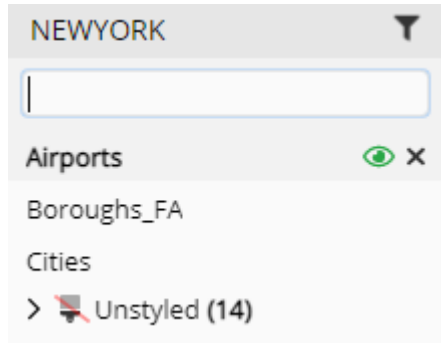 NEWYORK
Airports
Boroughs_FA
Cities
Unstyled (14)